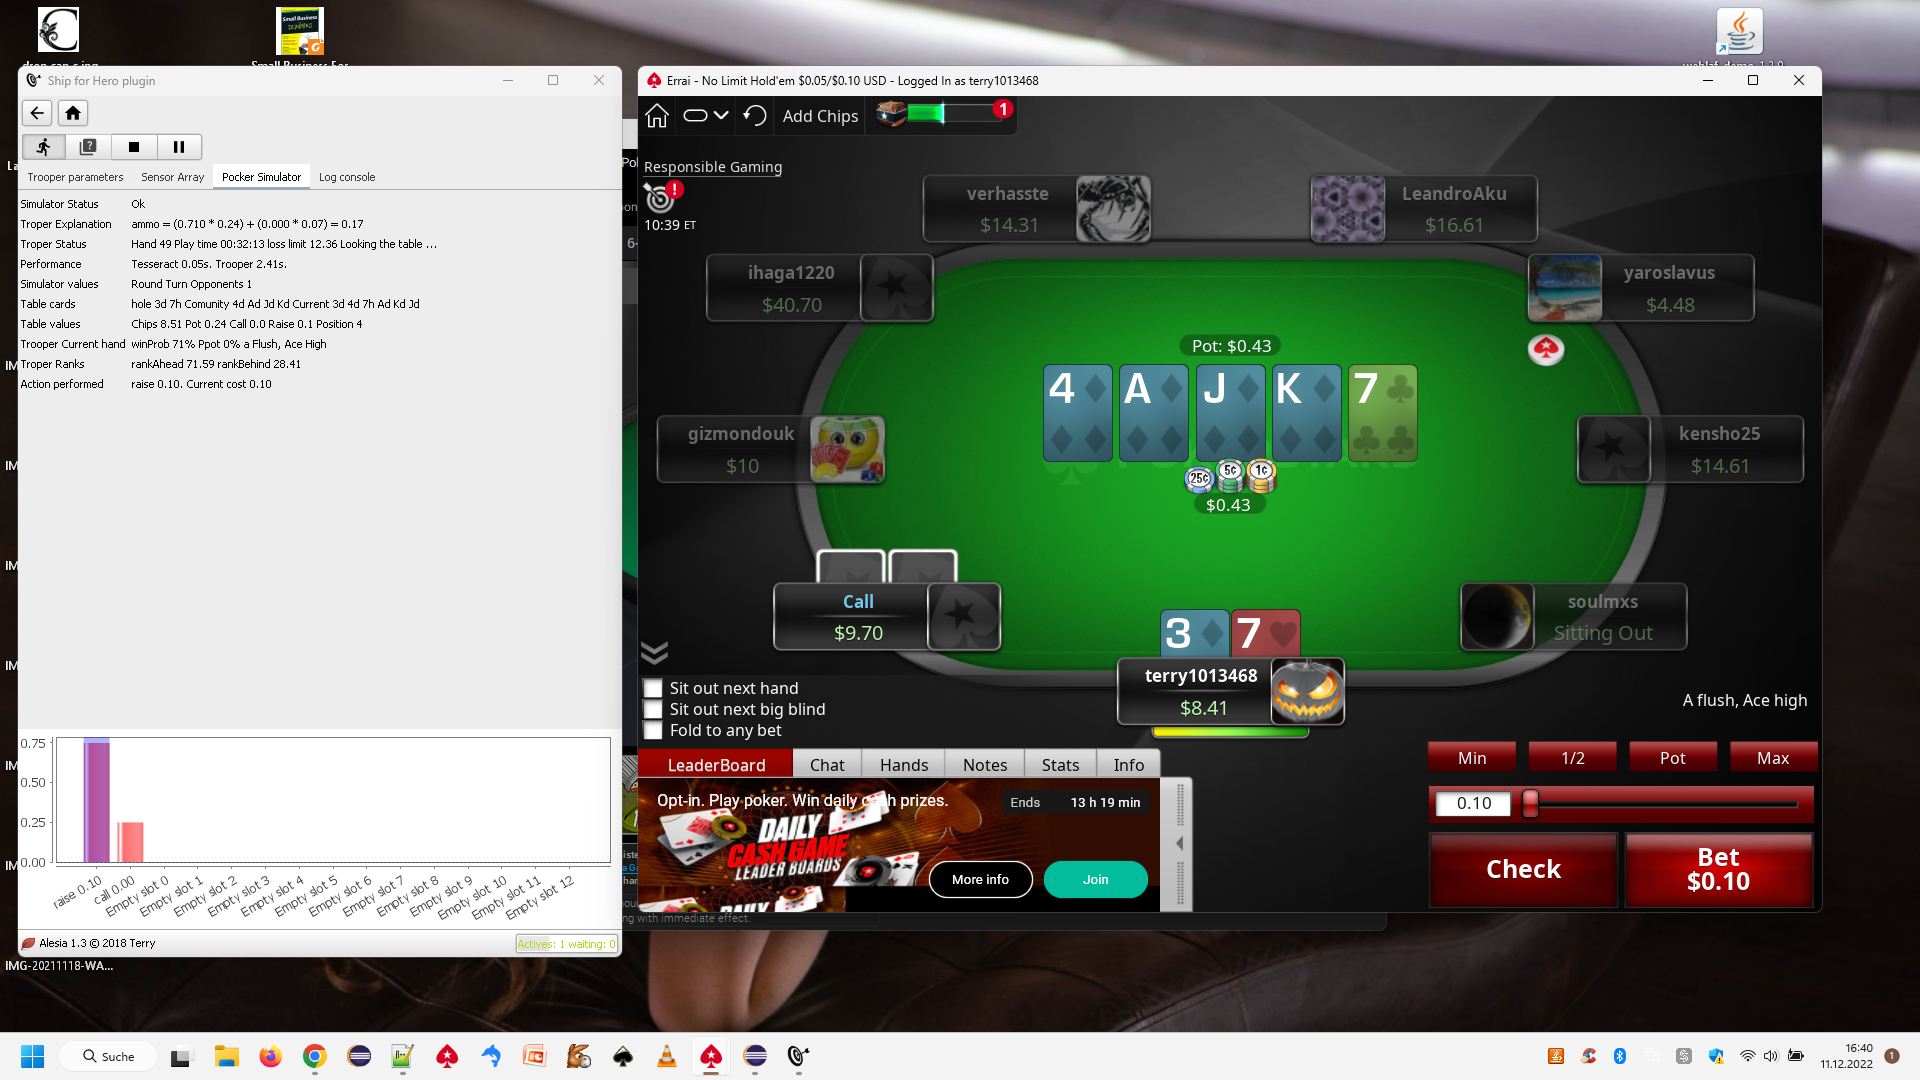 Ship for Hero plugin
Trooper parameters Sensor Array Pocker Simulator Log console
Simulator Status Ok
Troper Explanation ammo = (0.710 * 0.24) + (0.000 * 0.07) = 0.17
Troper Status Hand 49 Play time 00:32:13 loss limit 12.36 Looking the table ...
Performance Tesseract 0.05s. Trooper 2.41s.
Simulator values Round Turn Opponents 1
Table cards hole 3d 7h Comunity 4d Ad Jd Kd Current 3d 4d 7h Ad Kd Jd
Table values Chips 8.51 Pot 0.24 Call 0.0 Raise 0.1 Position 4
Trooper Current hand winProb 71% Ppot 0% a Flush, Ace High
Troper Ranks rankAhead 71.59 rankBehind 28.41
Action performed raise 0.10. Current cost 0.10
0.75
0.50
0.25
0.00
raise 0.10
call 0.00
Empty slot 0
Empty slot 1
Empty slot 2
Empty slot 3
Empty slot 4
Empty slot 5
Empty slot 6
Empty slot 7
Empty slot 8
Empty slot 9
Empty slot 10
Empty slot 11
Empty slot 12
Alesia 1.3 © 2018 Terry
Actives: 1 waiting: 0
IMG-20211118-WA...
Errai - No Limit Hold'em $0.05/$0.10 USD - Logged In as terry1013468
Add Chips
1
Responsible Gaming
!
10:39 ET
verhasste
$14.31
LeandroAku
$16.61
ihaga1220
$40.70
yaroslavus
$4.48
Pot: $0.43
4 A J K 7
gizmondouk
$10
kensho25
$14.61
25¢ 5¢ 1¢
$0.43
Call
$9.70
3 7
soulmxs
Sitting Out
terry1013468
$8.41
Sit out next hand
Sit out next big blind
Fold to any bet
A flush, Ace high
LeaderBoard Chat Hands Notes Stats Info
Opt-in. Play poker. Win daily cash prizes.
Ends 13 h 19 min
DAILY
CASH GAME
LEADER BOARDS
More info
Join
Min 1/2 Pot Max
0.10
Check
Bet
$0.10
ng with immediate effect.
Suche
16:40
11.12.2022
1